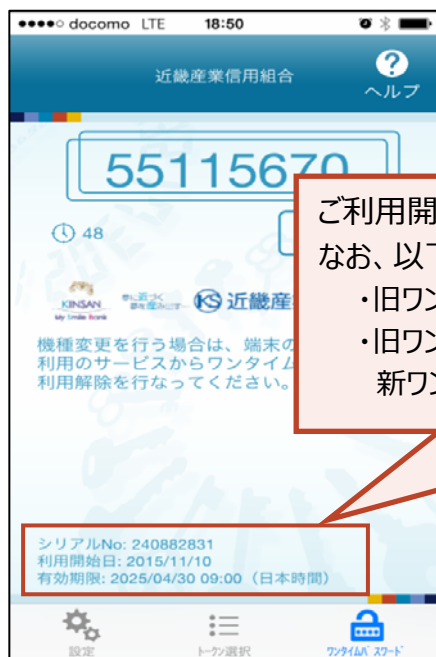 docomo LTE 18:50
近畿産業信用組合
ヘルプ
55115670
48
ご利用開
なお、以下
・旧ワン
・旧ワン
新ワン
KINSAN
My Smile Bank
KS 近畿産
機種変更を行う場合は、端末の
利用のサービスからワンタイム
利用解除を行なってください。
シリアルNo: 240882831
利用開始日: 2015/11/10
有効期限: 2025/04/30 09:00（日本時間）
設定
トークン選択
ワンタイムパスワード